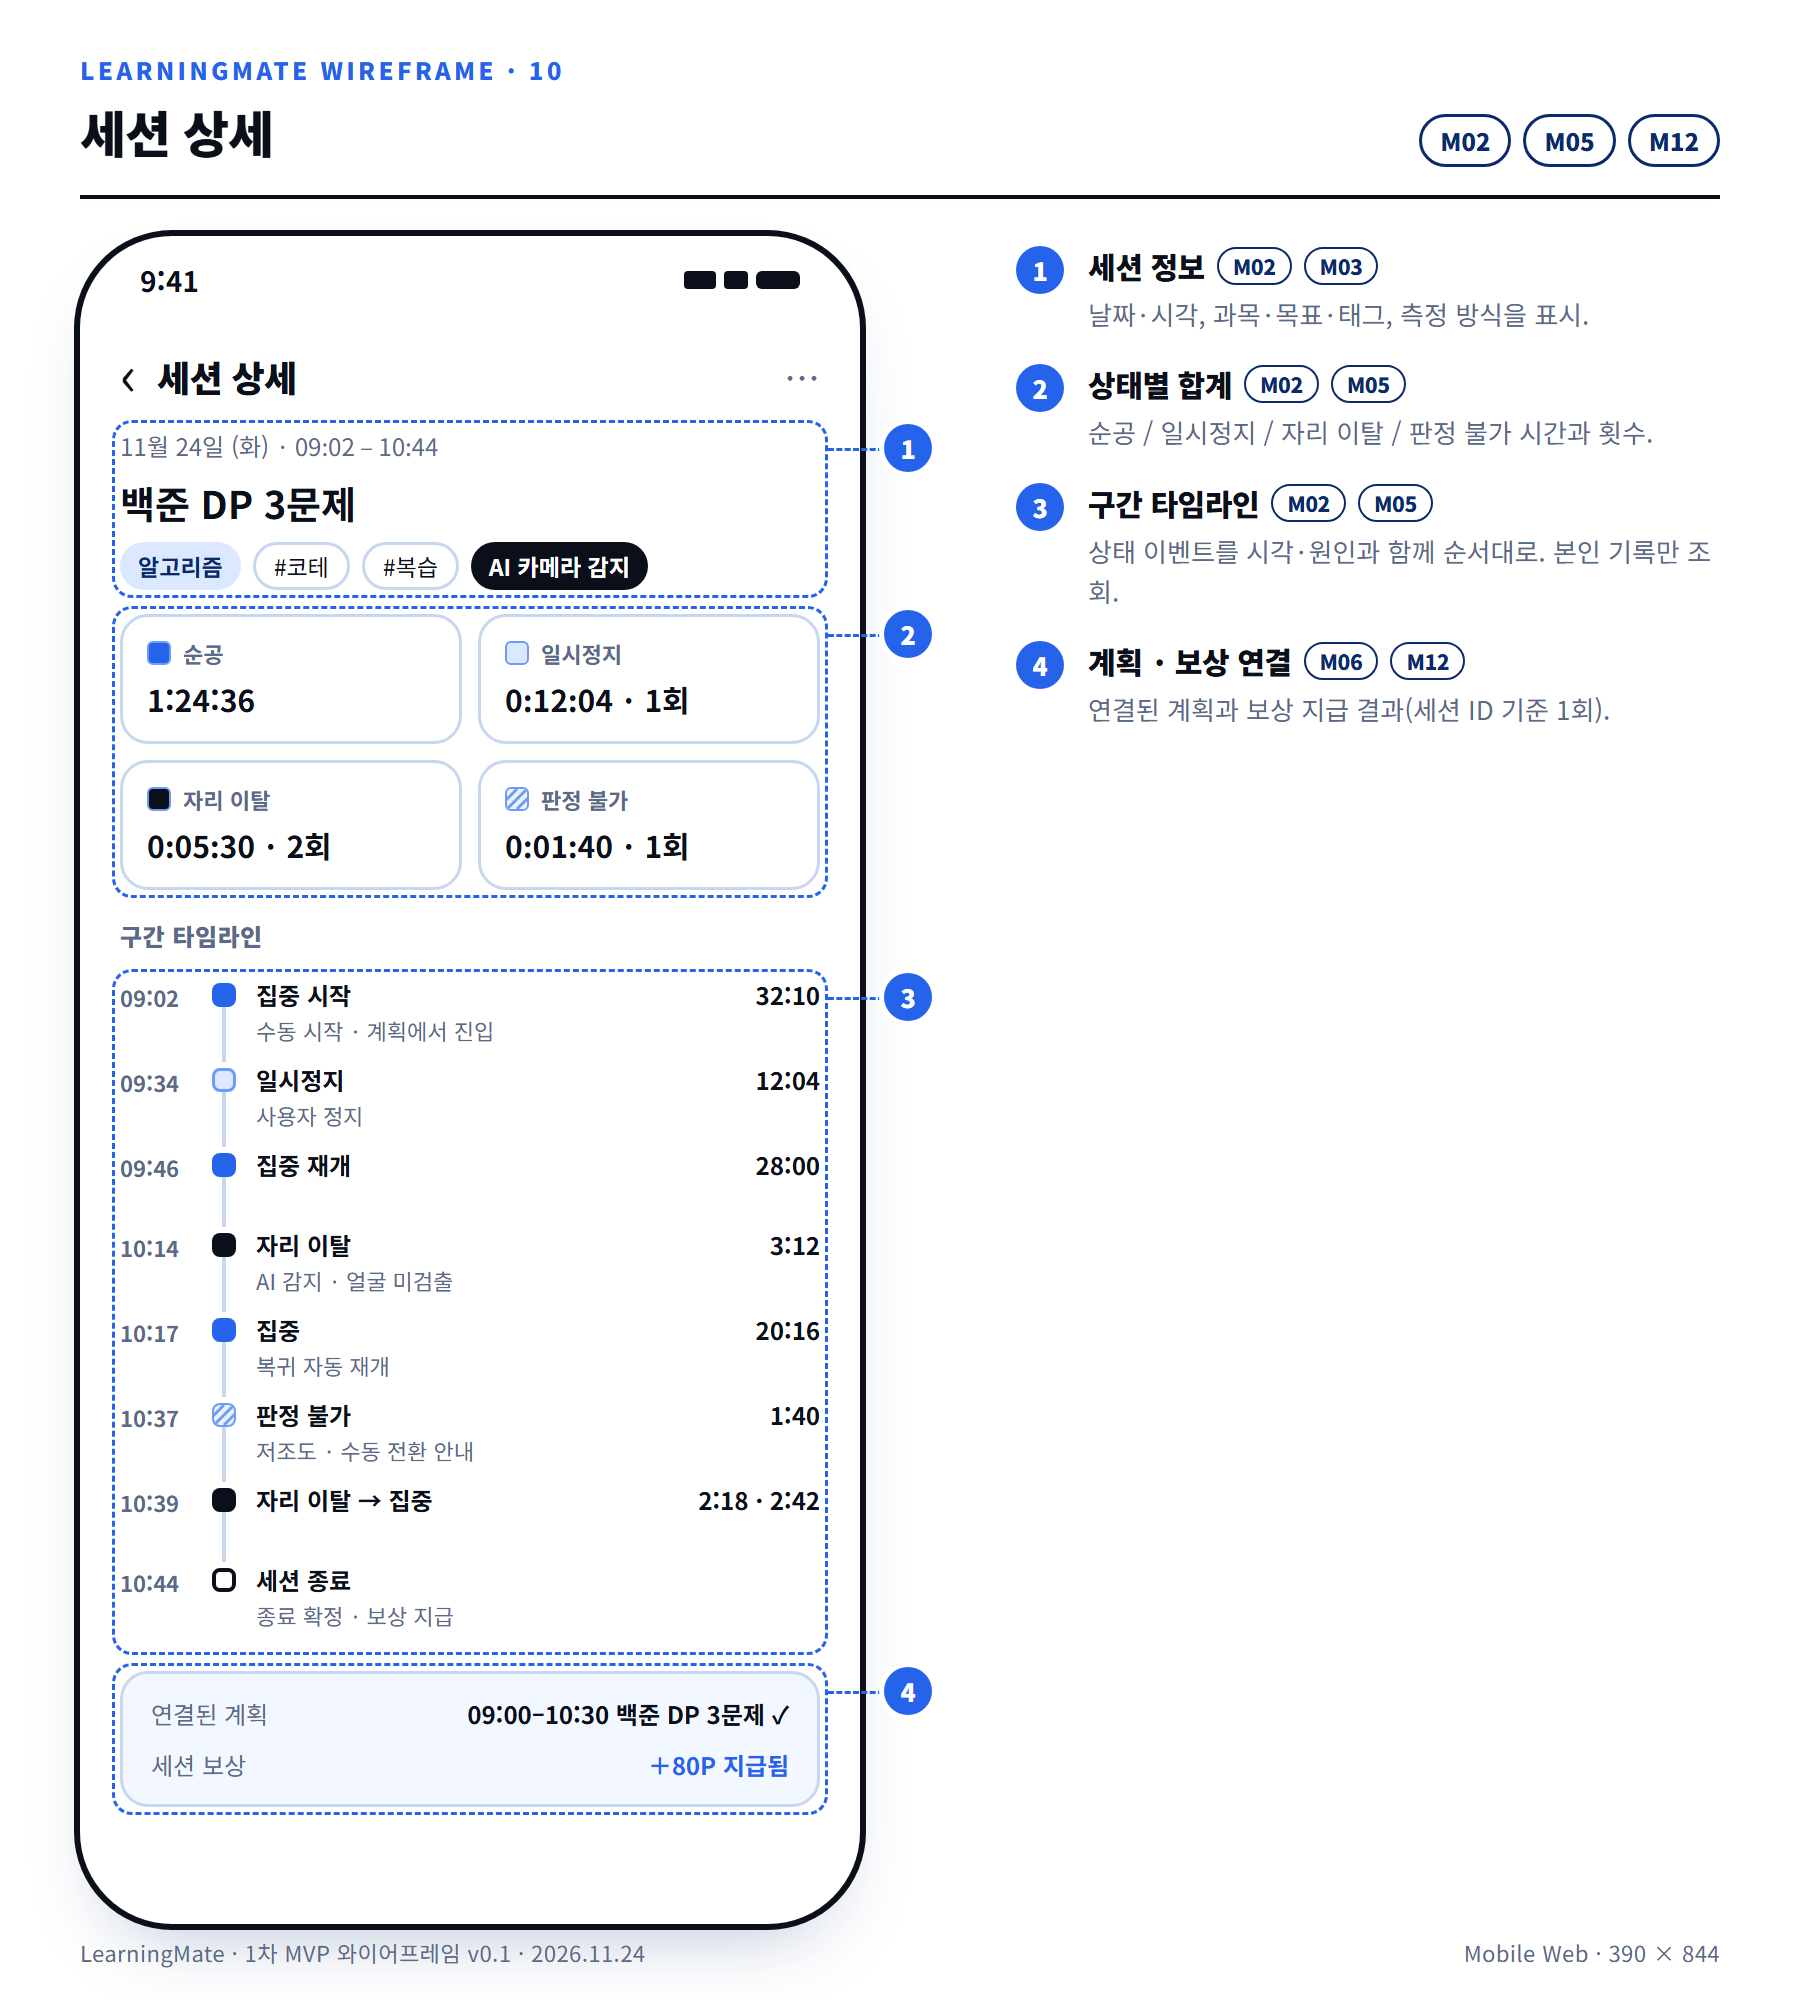 LEARNINGMATE WIREFRAME · 10
세션 상세
M02 M05 M12
9:41
‹ 세션 상세 ···
11월 24일 (화) · 09:02 – 10:44
백준 DP 3문제
알고리즘 #코테 #복습 AI 카메라 감지
순공
1:24:36
일시정지
0:12:04 · 1회
자리 이탈
0:05:30 · 2회
판정 불가
0:01:40 · 1회
구간 타임라인
09:02 집중 시작 32:10
수동 시작 · 계획에서 진입
09:34 일시정지 12:04
사용자 정지
09:46 집중 재개 28:00
10:14 자리 이탈 3:12
AI 감지 · 얼굴 미검출
10:17 집중 20:16
복귀 자동 재개
10:37 판정 불가 1:40
저조도 · 수동 전환 안내
10:39 자리 이탈 → 집중 2:18 · 2:42
10:44 세션 종료
종료 확정 · 보상 지급
연결된 계획 09:00–10:30 백준 DP 3문제 ✓
세션 보상 +80P 지급됨
1
2
3
4
1 세션 정보 M02 M03
날짜·시각, 과목·목표·태그, 측정 방식을 표시.
2 상태별 합계 M02 M05
순공 / 일시정지 / 자리 이탈 / 판정 불가 시간과 횟수.
3 구간 타임라인 M02 M05
상태 이벤트를 시각·원인과 함께 순서대로. 본인 기록만 조
회.
4 계획 · 보상 연결 M06 M12
연결된 계획과 보상 지급 결과(세션 ID 기준 1회).
LearningMate · 1차 MVP 와이어프레임 v0.1 · 2026.11.24
Mobile Web · 390 × 844